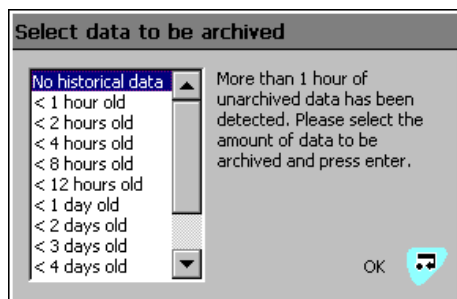 Select data to be archived
No historical data
< 1 hour old
< 2 hours old
< 4 hours old
< 8 hours old
< 12 hours old
< 1 day old
< 2 days old
< 3 days old
< 4 days old
More than 1 hour of
unarchived data has been
detected. Please select the
amount of data to be
archived and press enter.
OK